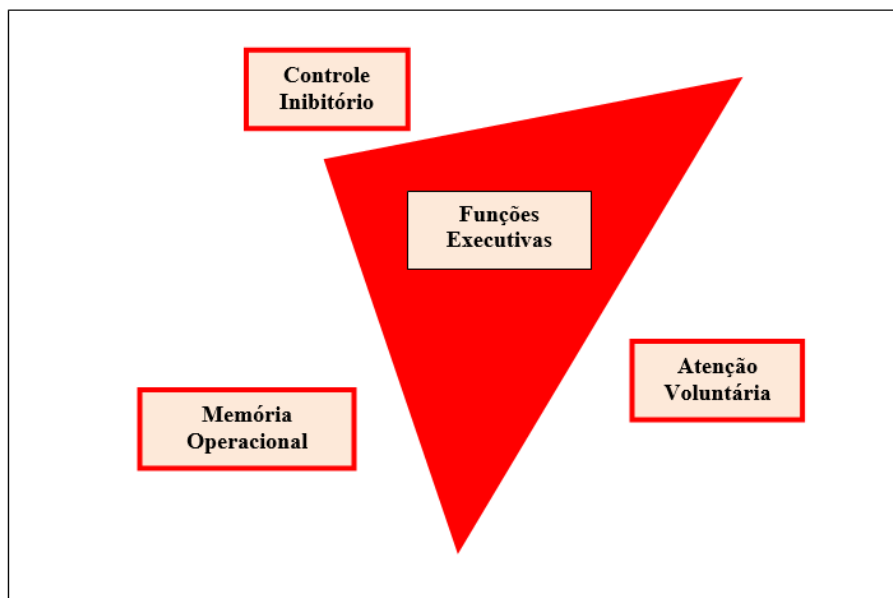 Controle
Inibitório
Funções
Executivas
Atenção
Voluntária
Memória
Operacional